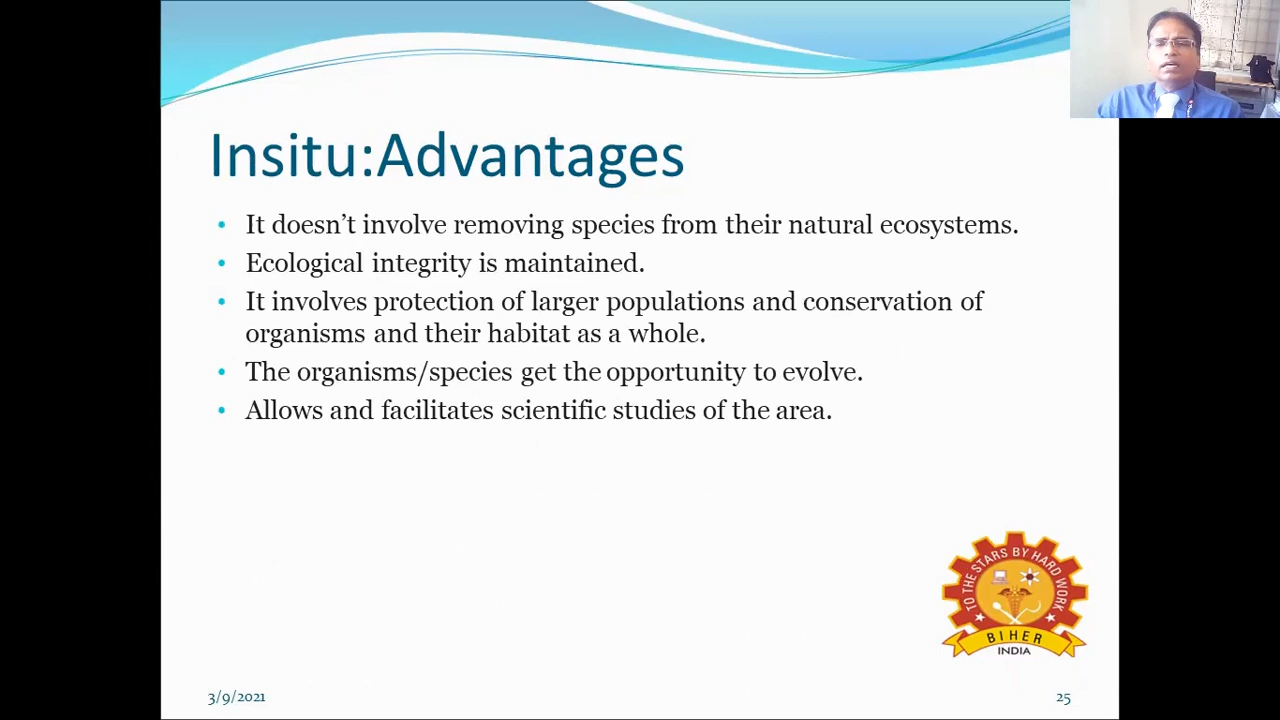 Insitu:Advantages
• It doesn’t involve removing species from their natural ecosystems.
• Ecological integrity is maintained.
• It involves protection of larger populations and conservation of
organisms and their habitat as a whole.
• The organisms/species get the opportunity to evolve.
• Allows and facilitates scientific studies of the area.
TO THE STARS BY HARD WORK
BIHER
INDIA
3/9/2021
25